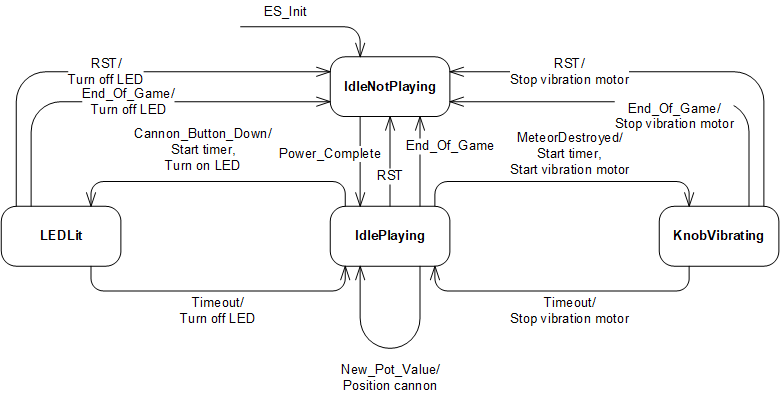 ES_Init
RST/
Turn off LED
End_Of_Game/
Turn off LED
IdleNotPlaying
RST/
Stop vibration motor
End_Of_Game/
Stop vibration motor
Cannon_Button_Down/
Start timer,
Turn on LED
Power_Complete
RST
End_Of_Game
MeteorDestroyed/
Start timer,
Start vibration motor
LEDLit
IdlePlaying
KnobVibrating
Timeout/
Turn off LED
Timeout/
Stop vibration motor
New_Pot_Value/
Position cannon